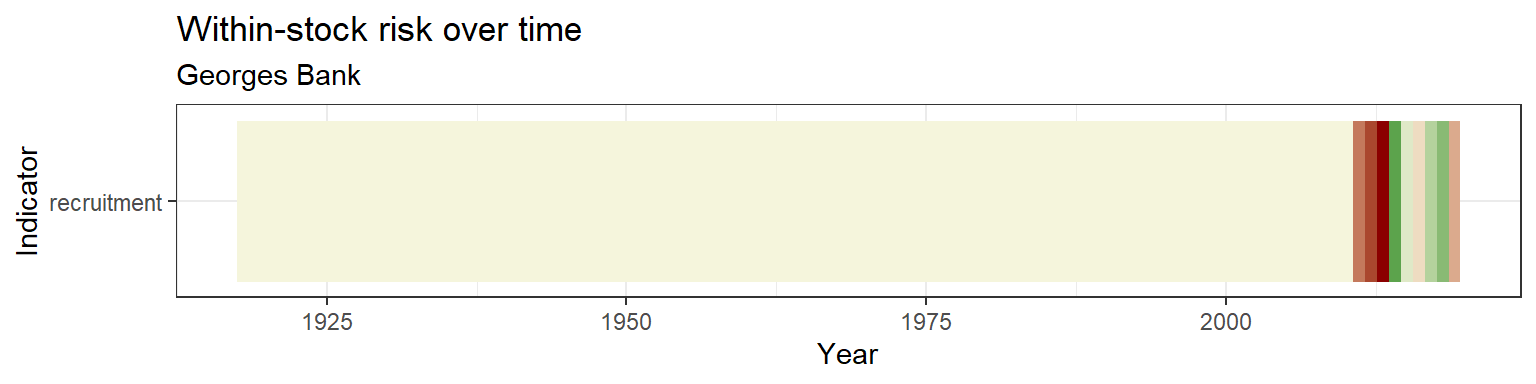 Within-stock risk over time
Georges Bank
Indicator
recruitment
1925
1950
1975
2000
Year